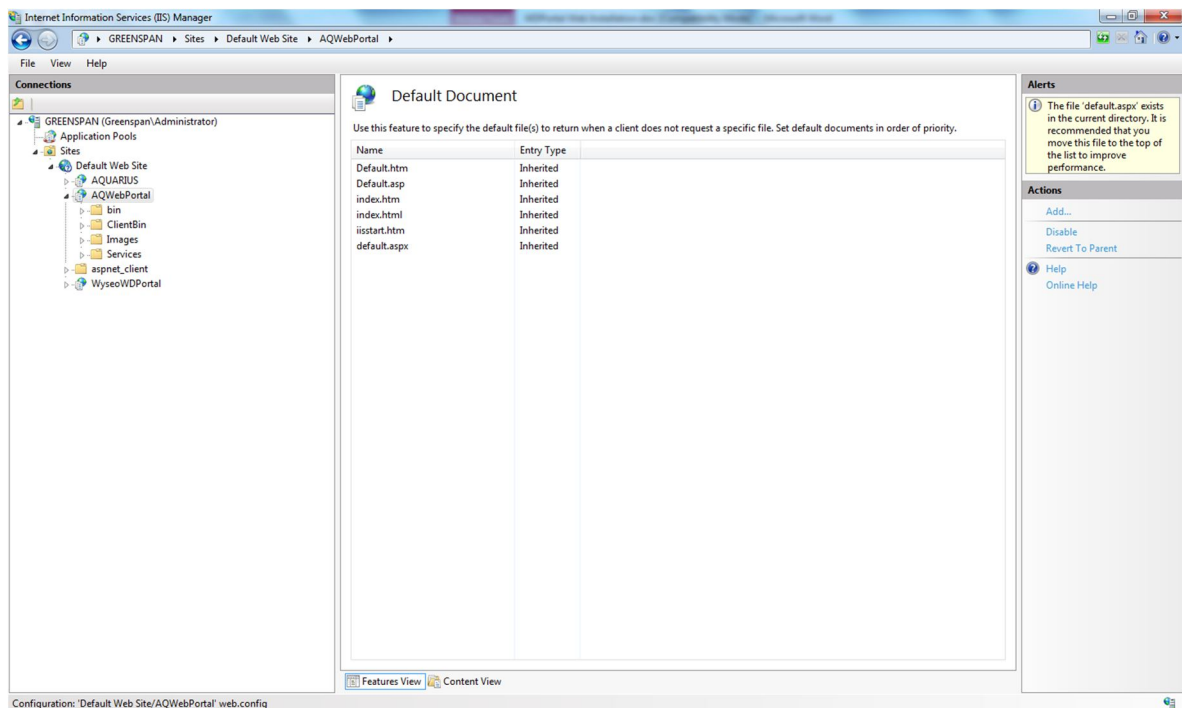 Internet Information Services (IIS) Manager
GREENSPAN Sites Default Web Site AQWebPortal
File View Help
Connections
GREENSPAN (Greenspan\Administrator)
Application Pools
Sites
Default Web Site
AQUARIUS
AQWebPortal
bin
ClientBin
Images
Services
aspnet_client
WyseoWDPortal
Default Document
Use this feature to specify the default file(s) to return when a client does not request a specific file. Set default documents in order of priority.
Name Entry Type
Default.htm Inherited
Default.asp Inherited
index.htm Inherited
index.html Inherited
iisstart.htm Inherited
default.aspx Inherited
Features View Content View
Alerts
The file 'default.aspx' exists
in the current directory. It is
recommended that you
move this file to the top of
the list to improve
performance.
Actions
Add...
Disable
Revert To Parent
Help
Online Help
Configuration: 'Default Web Site/AQWebPortal' web.config